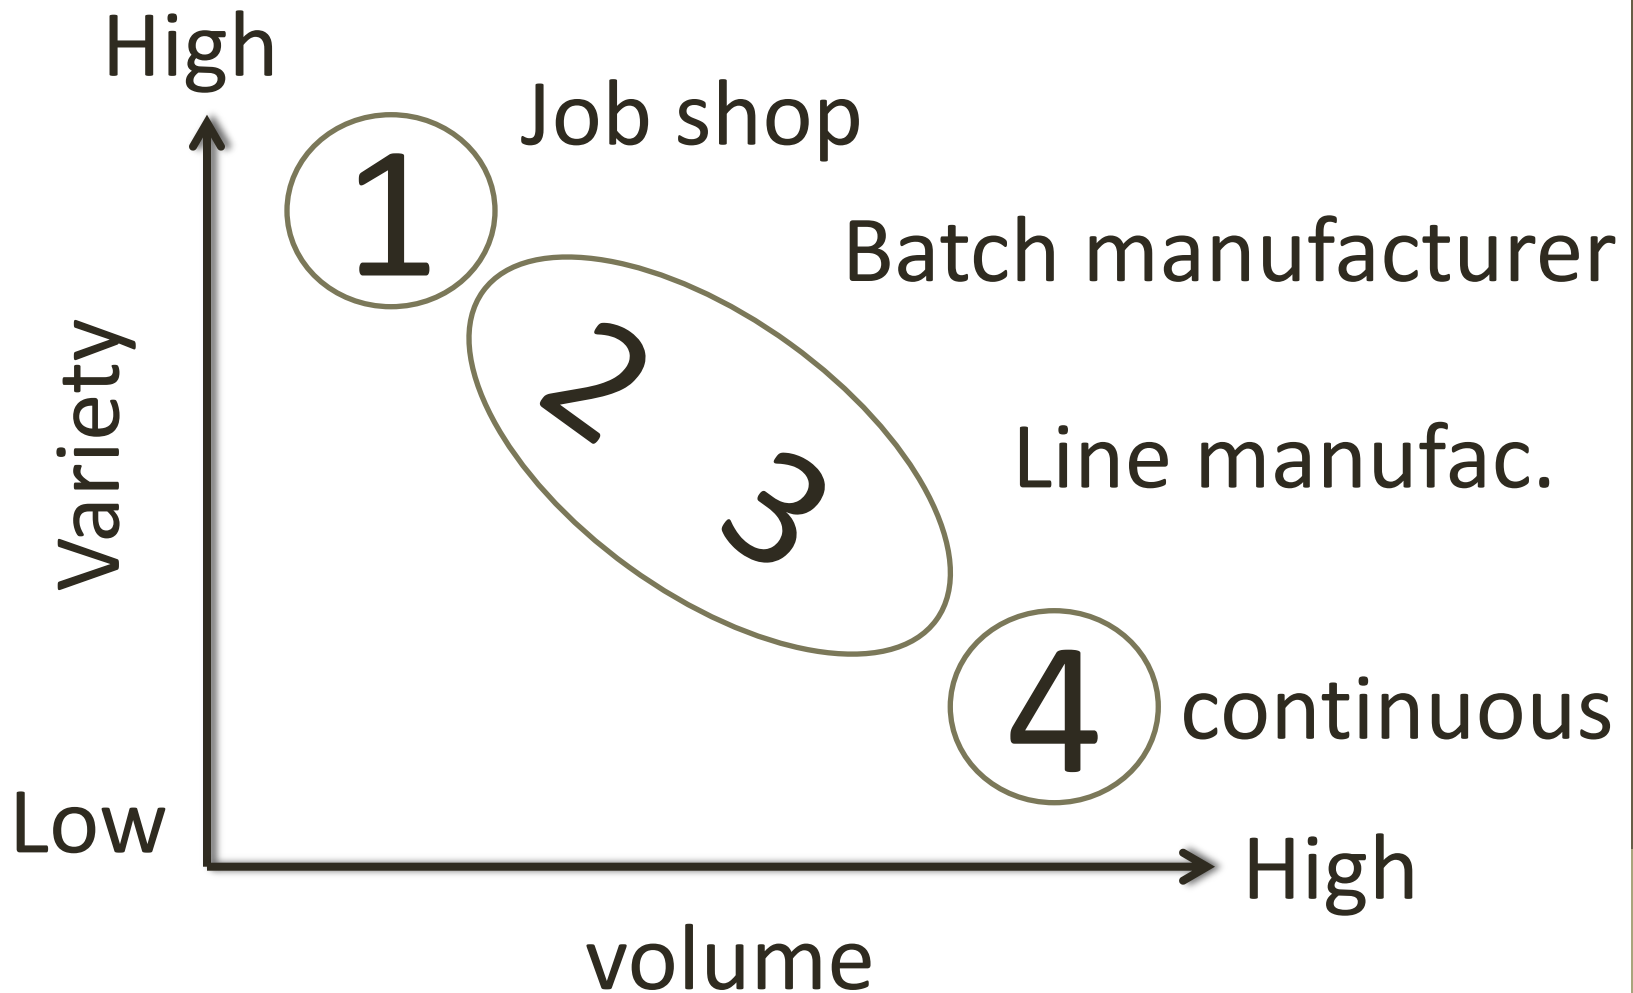 High
Job shop
1
Batch manufacturer
2
Line manufac.
3
Variety
4
continuous
Low
High
volume